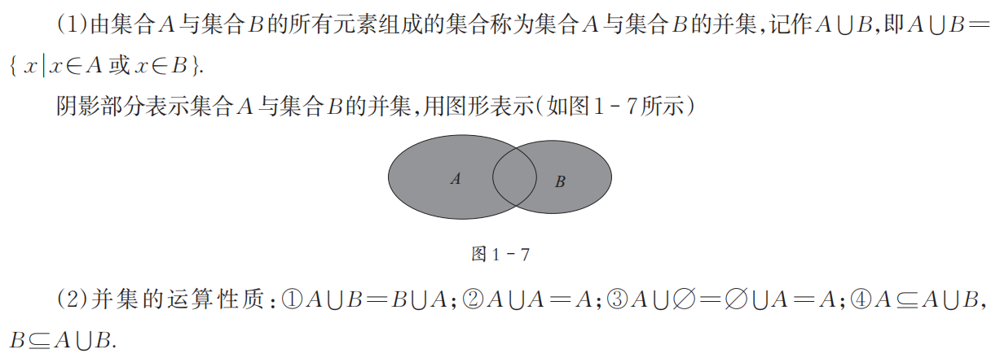 (1)由集合A与集合B的所有元素组成的集合称为集合A与集合B的并集,记作A⋃B,即A⋃B=
{x|x∈A或x∈B}.
阴影部分表示集合A与集合B的并集,用图形表示(如图1-7所示)
A B
图1-7
(2)并集的运算性质:①A⋃B=B⋃A;②A⋃A=A;③A⋃∅=∅⋃A=A;④A⊆A⋃B,
B⊆A⋃B.